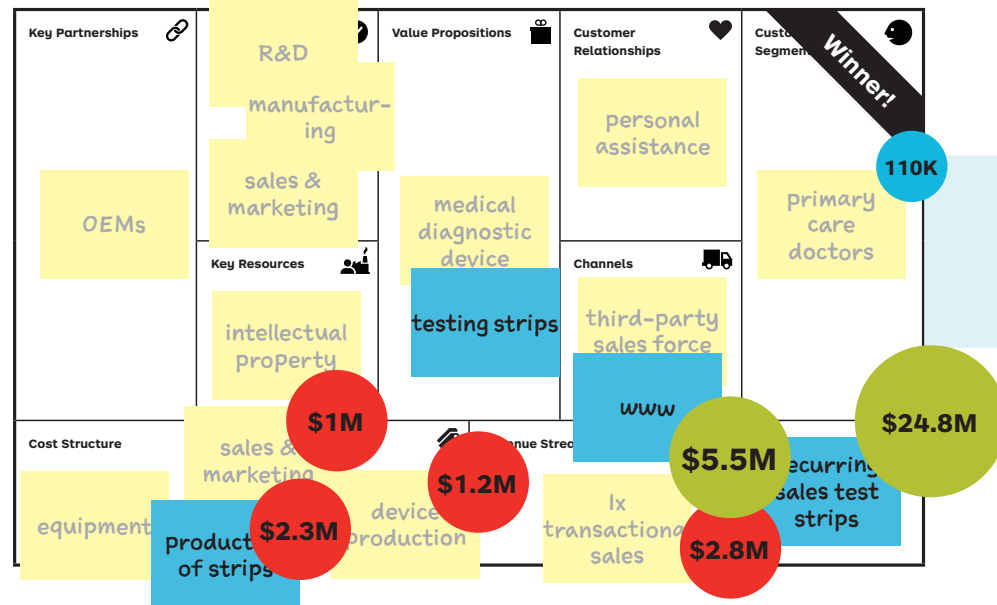 Key Partnerships
OEMs
R&D
manufactur-
ing
sales &
marketing
Key Resources
intellectual
property
Value Propositions
medical
diagnostic
device
testing strips
Customer
Relationships
personal
assistance
Channels
third-party
sales force
www
Winner!
110K
primary
care
doctors
Cost Structure
equipment
sales &
marketing
$1M
of strips
$2.3M
device
production
$1.2M
1x
sales
$5.5M
$2.8M
sales test
strips
$24.8M